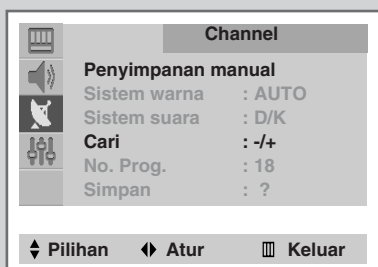 Channel
Penyimpanan manual
Sistem warna : AUTO
Sistem suara : D/K
Cari : -/+
No. Prog. : 18
Simpan : ?
Pilihan Atur Keluar